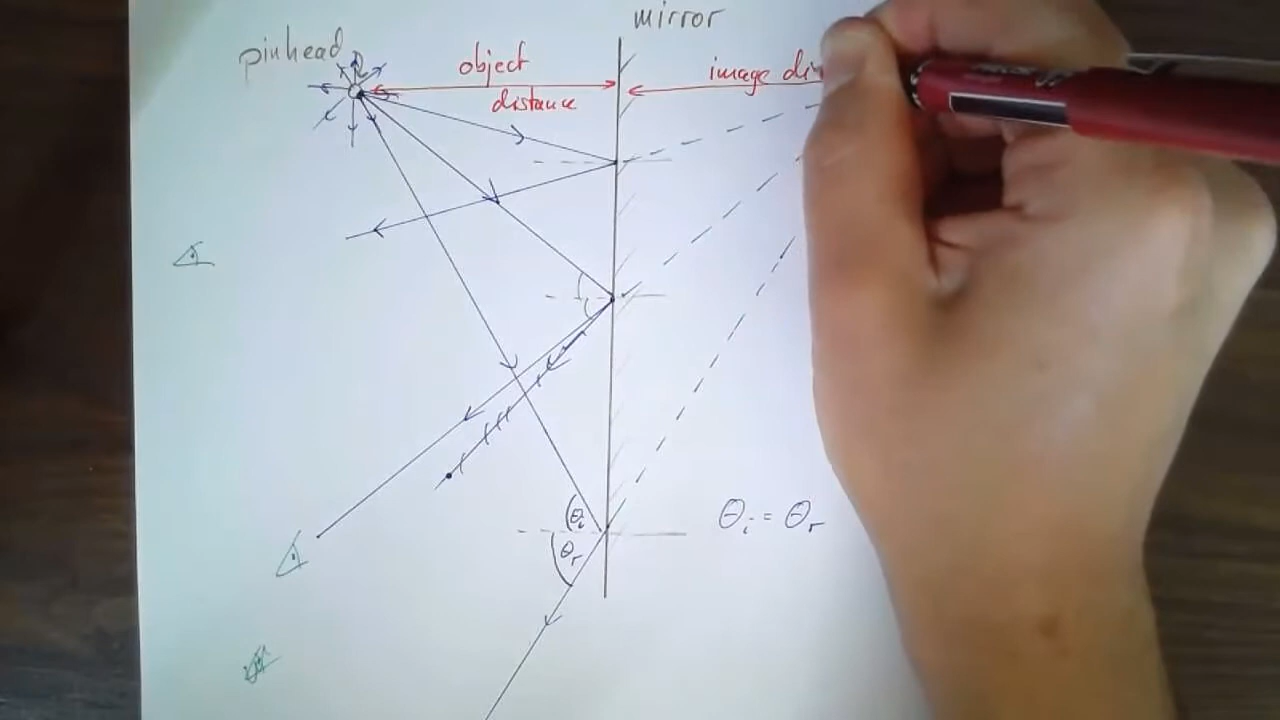 mirror
pinhead
object
distance
image di
θi
θr
θi = θr